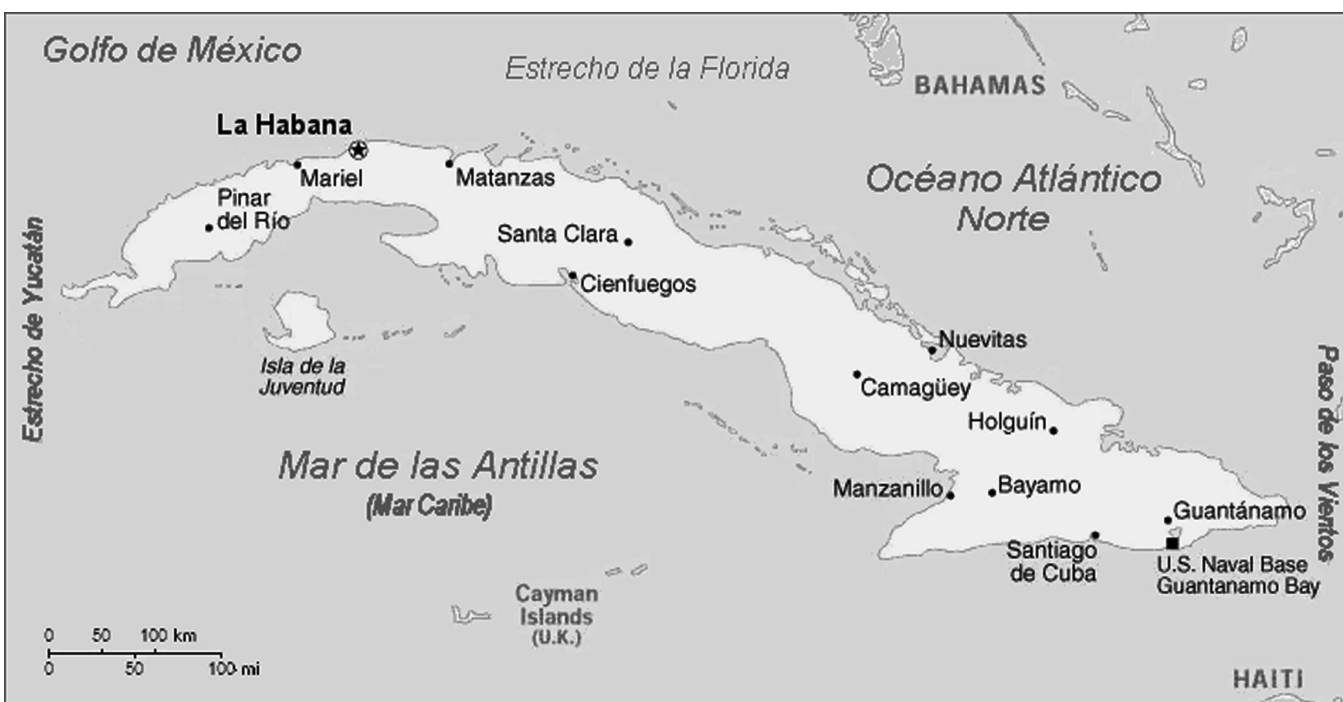 Golfo de México
Estrecho de la Florida
BAHAMAS
La Habana
Mariel
Matanzas
Pinar
del Río
Océano Atlántico
Norte
Santa Clara
Cienfuegos
Estrecho de Yucatán
Isla de la
Juventud
Nuevitas
Camagüey
Holguín
Paso de los Vientos
Mar de las Antillas
(Mar Caribe)
Manzanillo
Bayamo
Guantánamo
Santiago
de Cuba
U.S. Naval Base
Guantanamo Bay
Cayman
Islands
(U.K.)
0 50 100 km
0 50 100 mi
HAITI